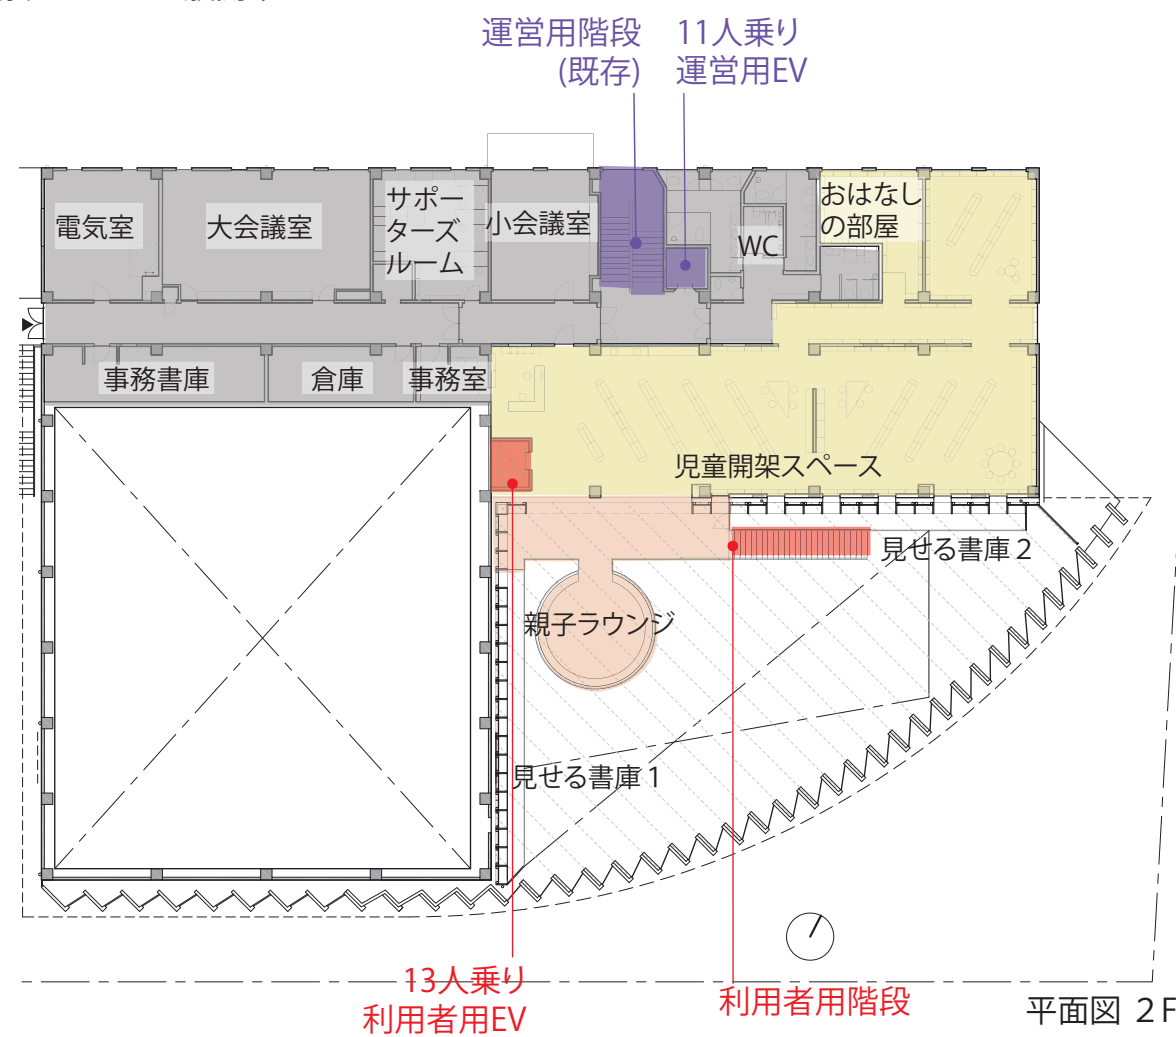 運営用階段
(既存)
11人乗り
運営用EV
電気室
大会議室
サポー
ターズ
ルーム
小会議室
WC
おはなし
の部屋
事務書庫
倉庫
事務室
児童開架スペース
見せる書庫２
親子ラウンジ
見せる書庫１
13人乗り
利用者用EV
利用者用階段
平面図 ２F